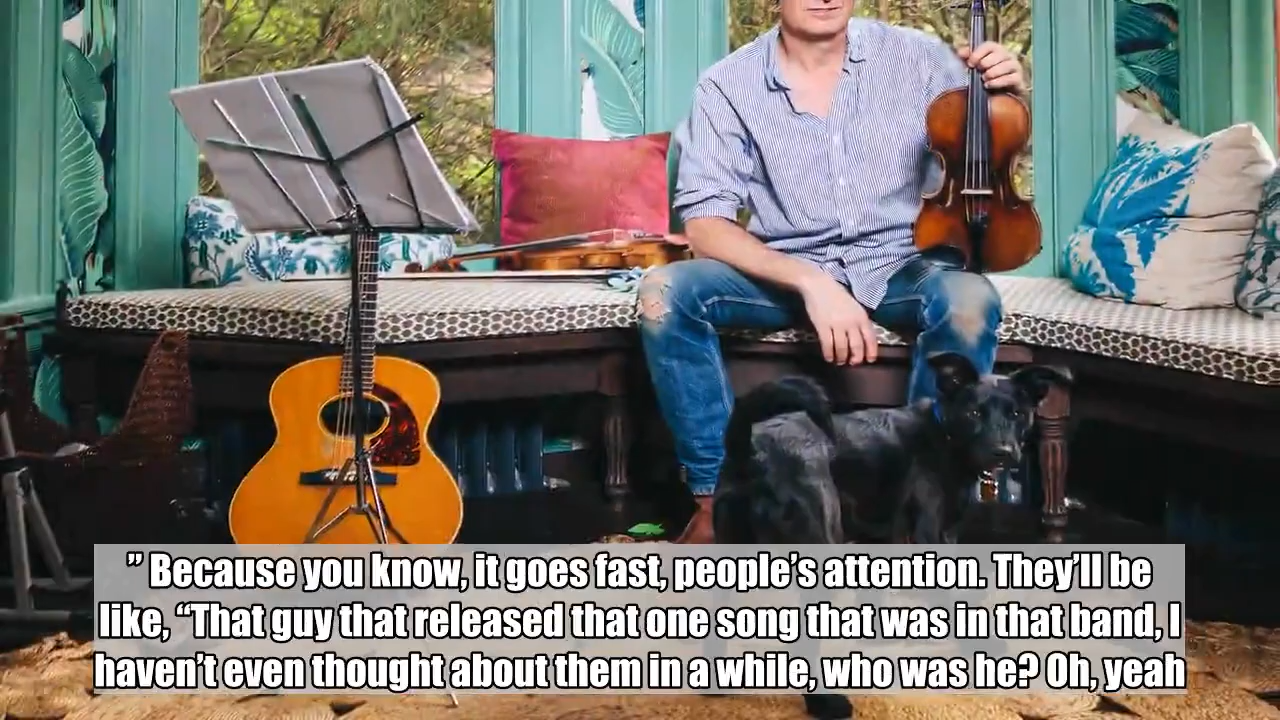 ” Because you know, it goes fast, people’s attention. They’ll be
like, “That guy that released that one song that was in that band, I
haven’t even thought about them in a while, who was he? Oh, yeah